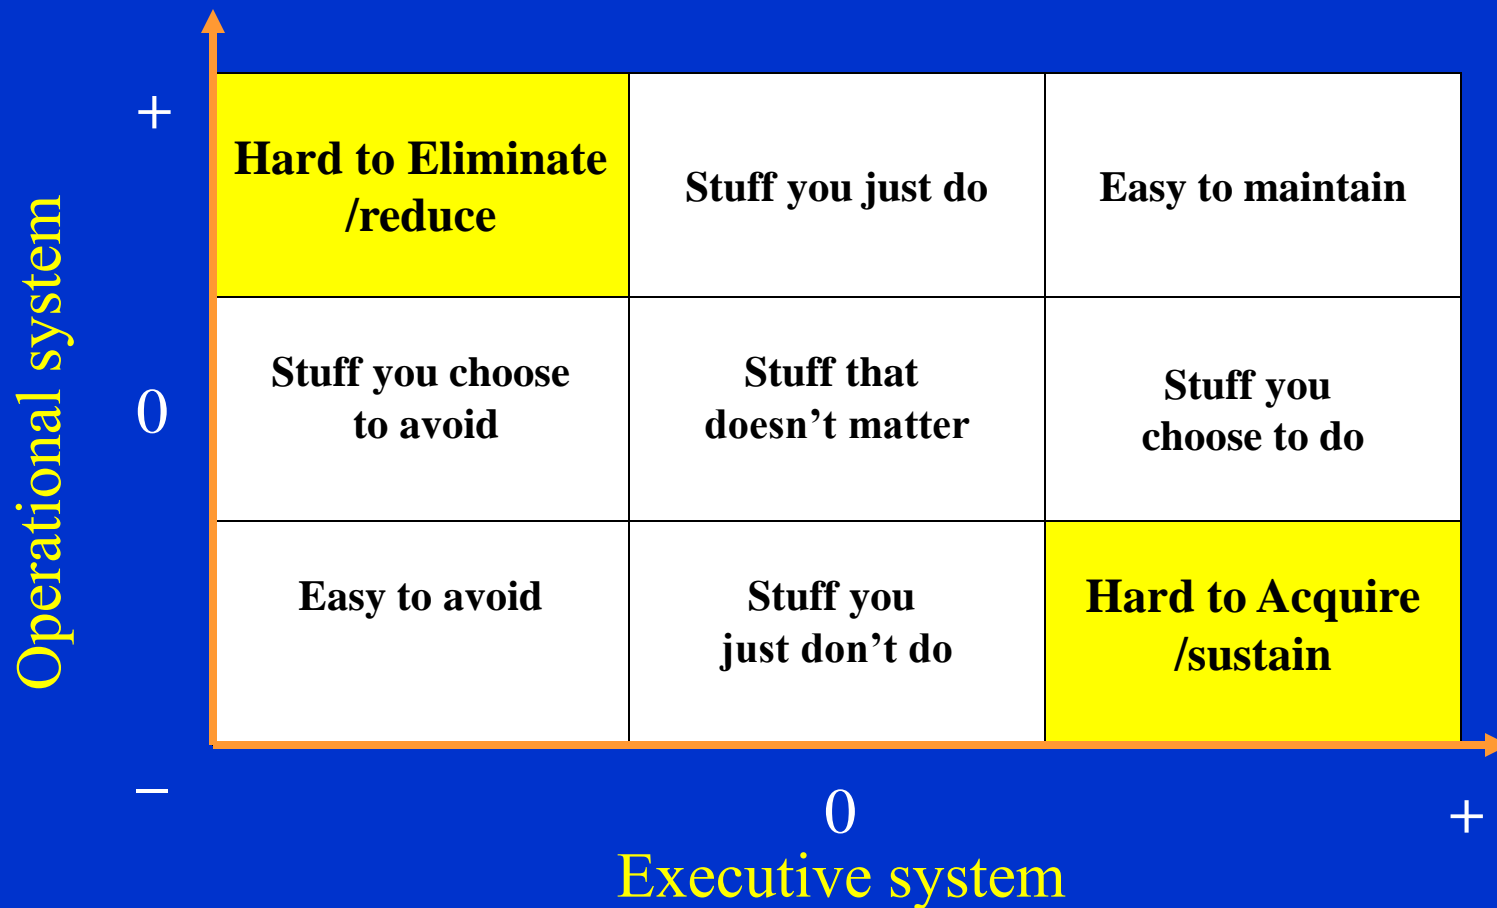 +
Hard to Eliminate
/reduce
Stuff you just do
Easy to maintain
Operational system
0
Stuff you choose
to avoid
Stuff that
doesn’t matter
Stuff you
choose to do
Easy to avoid
Stuff you
just don’t do
Hard to Acquire
/sustain
–
0
+
Executive system